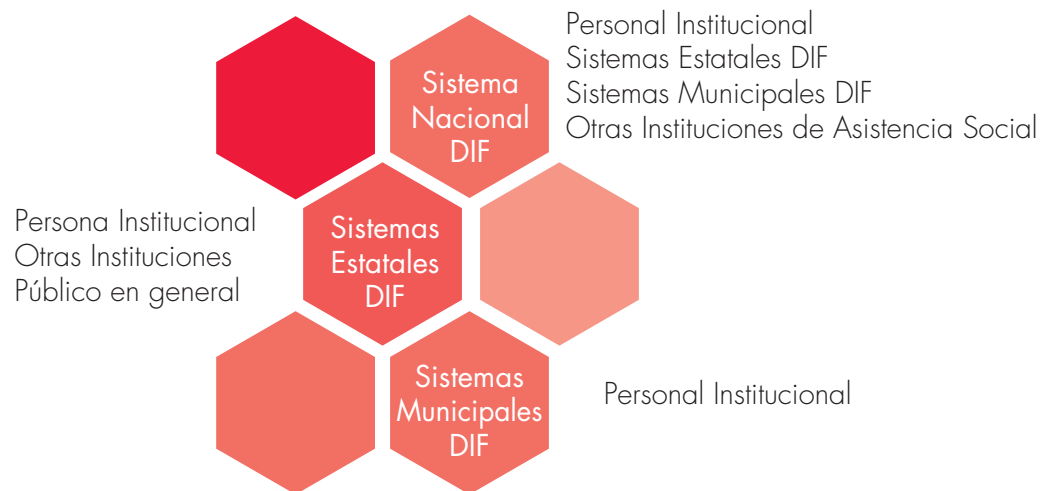 Sistema
Nacional
DIF
Personal Institucional
Sistemas Estatales DIF
Sistemas Municipales DIF
Otras Instituciones de Asistencia Social
Persona Institucional
Otras Instituciones
Público en general
Sistemas
Estatales
DIF
Sistemas
Municipales
DIF
Personal Institucional